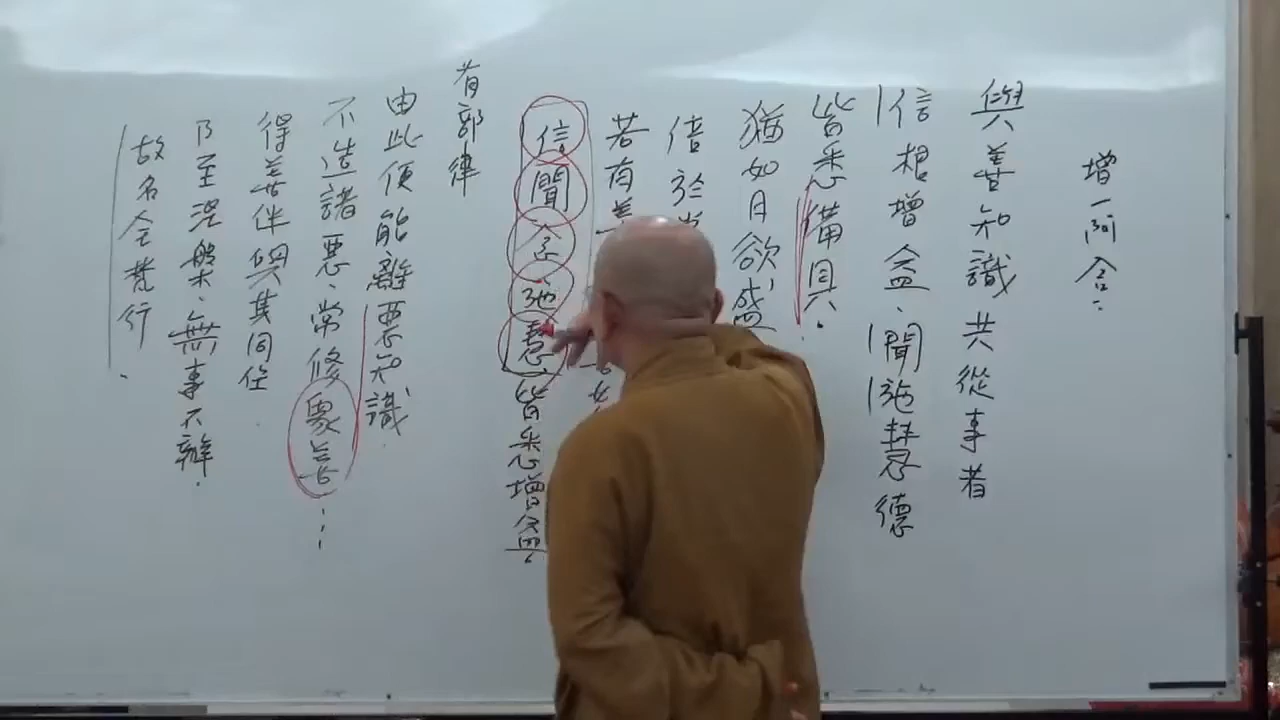 增一阿含:
與善知識共從事者
信根增益、聞施慧德
皆悉備具.
猶如月欲盛
倍於
若有善
信聞念施慧、皆悉增益。
有部律
由此便能離惡知識、
不造諸惡、常修眾善…
得善伴與其同住.
乃至涅槃、無事不辦.
故名全梵行.